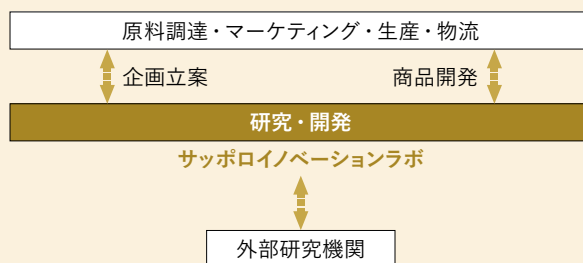 原料調達・マーケティング・生産・物流
企画立案
商品開発
研究・開発
サッポロイノベーションラボ
外部研究機関